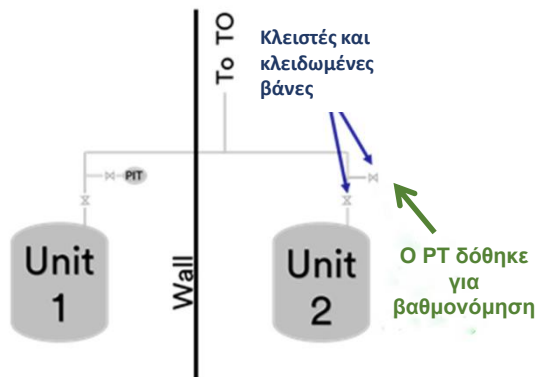 To TO
Κλειστές και
κλειδωμένες
βάνες
PIT
Unit
1
Wall
Unit
2
Ο PT δόθηκε
για
βαθμονόμηση